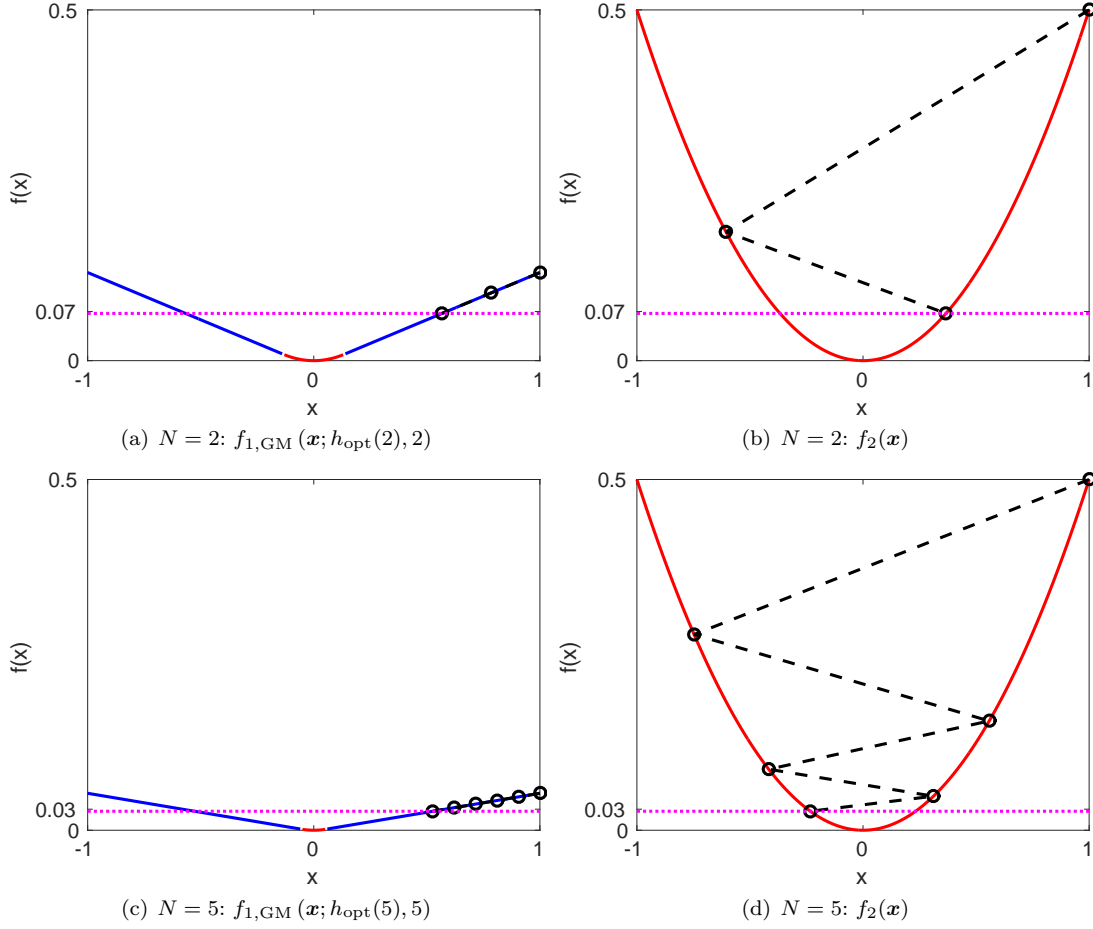 0.5
f(x)
0.07
0
-1
0
1
x
(a) N = 2: f₁,GM (x; hopt(2), 2)
0.5
f(x)
0.07
0
-1
0
1
x
(b) N = 2: f₂(x)
0.5
f(x)
0.03
0
-1
0
1
x
(c) N = 5: f₁,GM (x; hopt(5), 5)
0.5
f(x)
0.03
0
-1
0
1
x
(d) N = 5: f₂(x)